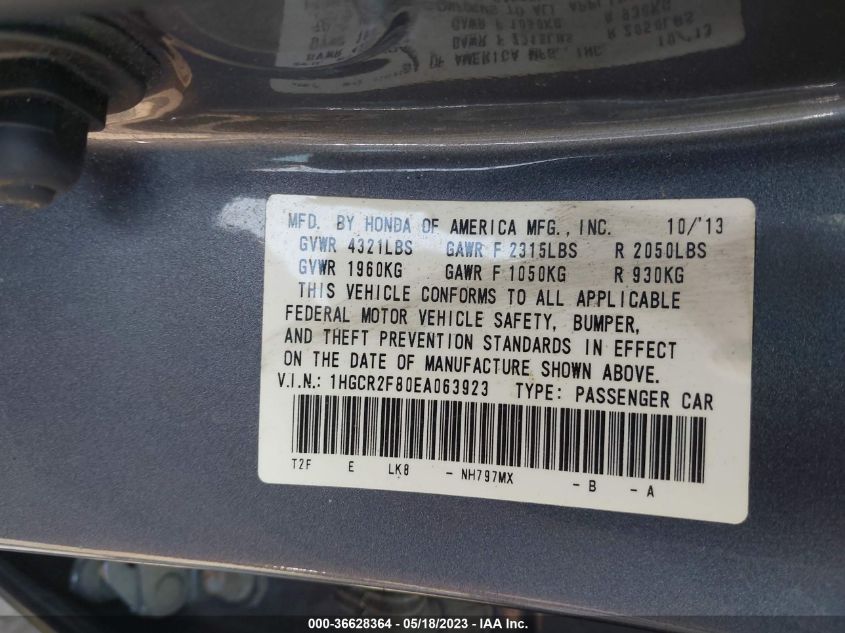 MFD. BY HONDA OF AMERICA MFG., INC. 10/'13
GVWR 4321LBS GAWR F 2315LBS R 2050LBS
GVWR 1960KG GAWR F 1050KG R 930KG
THIS VEHICLE CONFORMS TO ALL APPLICABLE
FEDERAL MOTOR VEHICLE SAFETY, BUMPER,
AND THEFT PREVENTION STANDARDS IN EFFECT
ON THE DATE OF MANUFACTURE SHOWN ABOVE.
V.I.N.: 1HGCR2F80EA063923 TYPE: PASSENGER CAR
T2F E LK8 - NH797MX - B - A
000-36628364 - 05/18/2023 - IAA Inc.